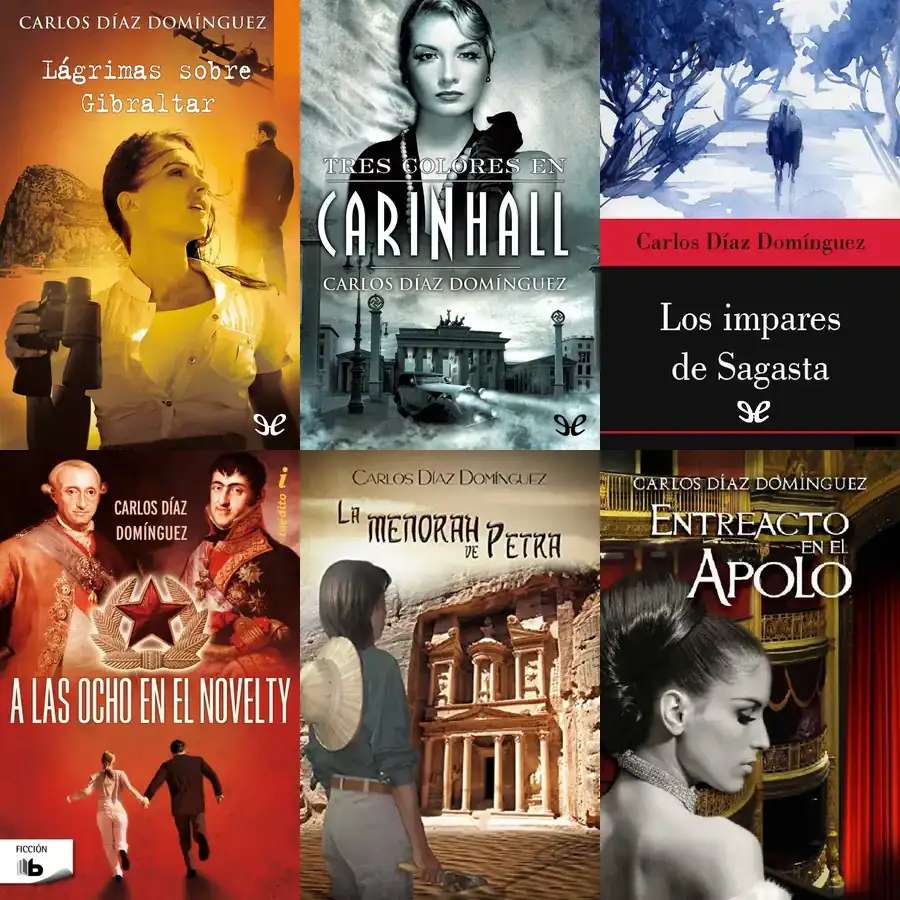 CARLOS DÍAZ DOMÍNGUEZ
Lágrimas sobre
Gibraltar
TRES COLORES EN
CARINHALL
CARLOS DÍAZ DOMÍNGUEZ
Carlos Díaz Domínguez
Los impares
de Sagasta
inédito i
CARLOS DÍAZ
DOMÍNGUEZ
A LAS OCHO EN EL NOVELTY
FICCIÓN
b
CARLOS DÍAZ DOMÍNGUEZ
LA MENORAH
DE PETRA
CARLOS DÍAZ DOMÍNGUEZ
ENTREACTO
EN EL
APOLO